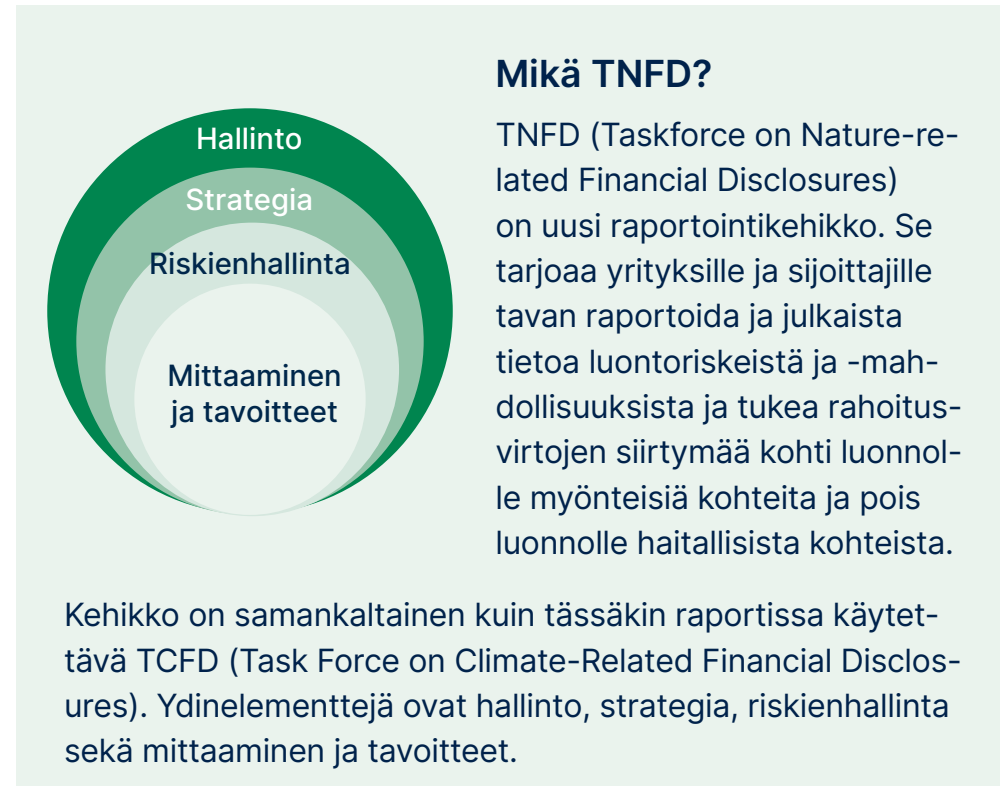 Hallinto
Strategia
Riskienhallinta
Mittaaminen
ja tavoitteet
Mikä TNFD?
TNFD (Taskforce on Nature-re-
lated Financial Disclosures)
on uusi raportointikehikko. Se
tarjoaa yrityksille ja sijoittajille
tavan raportoida ja julkaista
tietoa luontoriskeistä ja -mah-
dollisuuksista ja tukea rahoitus-
virtojen siirtymää kohti luonnol-
le myönteisiä kohteita ja pois
luonnolle haitallisista kohteista.
Kehikko on samankaltainen kuin tässäkin raportissa käytet-
tävä TCFD (Task Force on Climate-Related Financial Disclos-
ures). Ydinelementtejä ovat hallinto, strategia, riskienhallinta
sekä mittaaminen ja tavoitteet.